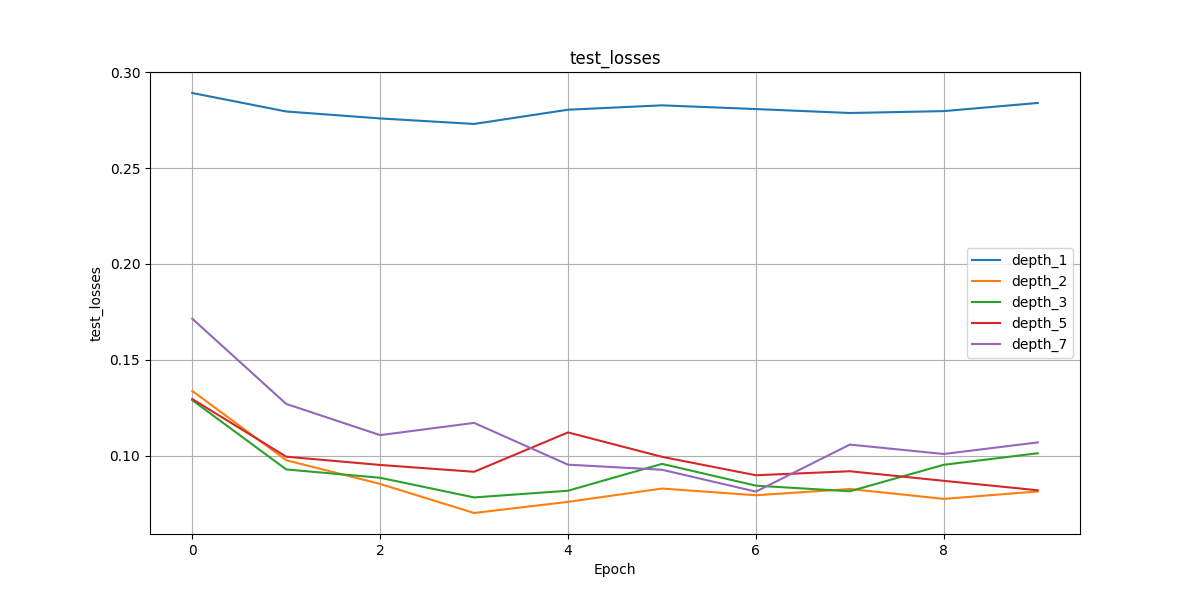 test_losses
0.30
0.25
0.20
0.15
0.10
test_losses
0
2
4
6
8
Epoch
depth_1
depth_2
depth_3
depth_5
depth_7